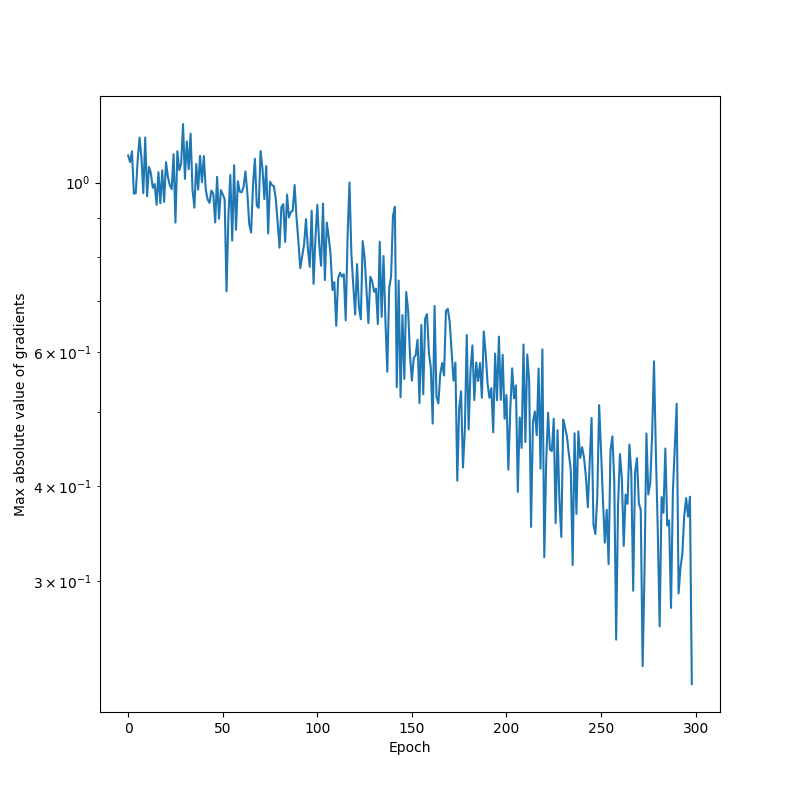 Max absolute value of gradients
10⁰
6 × 10⁻¹
4 × 10⁻¹
3 × 10⁻¹
0 50 100 150 200 250 300
Epoch